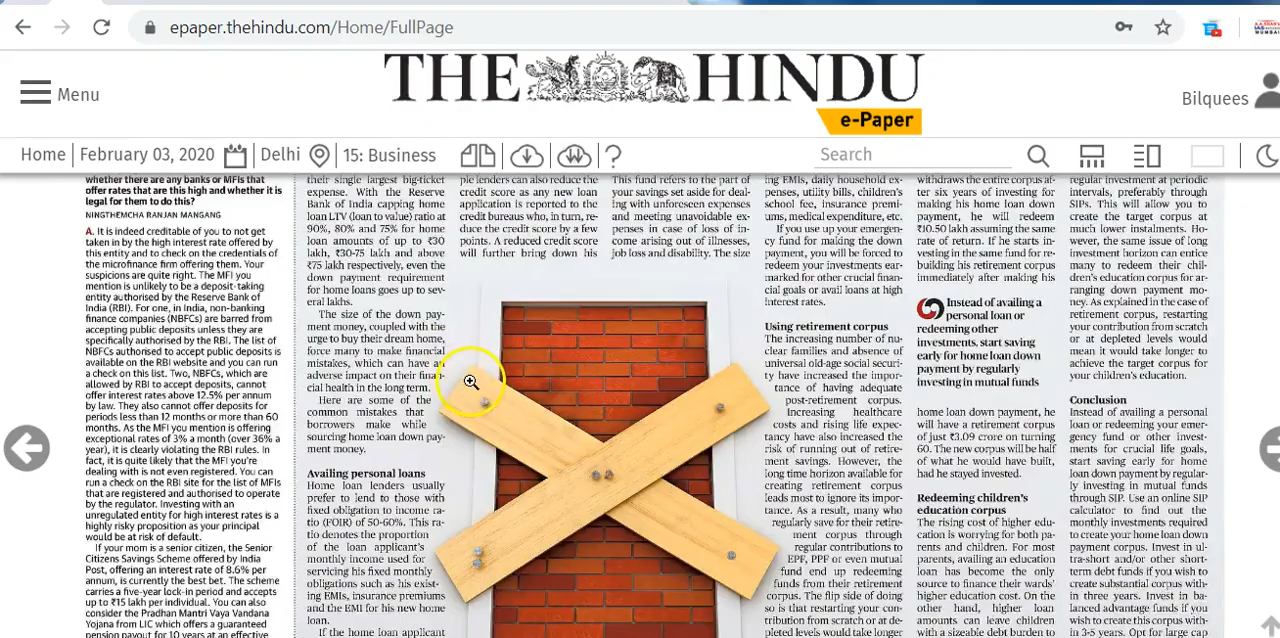 epaper.thehindu.com/Home/FullPage
Menu
THE HINDU
e-Paper
Bilquees
Home
February 03, 2020
Delhi
15: Business
?
Search
whether there are any banks or MFIs that
offer rates that are this high and whether it is
legal for them to do this?
NINGTHEMCHA RANJAN MANGANG
A. It is indeed creditable of you to not get
taken in by the high interest rate offered by
this entity and to check on the credentials of
the microfinance firm offering them. Your
suspicions are quite right. The MFI you
mention is unlikely to be a deposit-taking
entity authorised by the Reserve Bank of
India (RBI). For one, in India, non-banking
finance companies (NBFCs) are barred from
accepting public deposits unless they are
specifically authorised by the RBI. The list of
NBFCs authorised to accept public deposits is
available on the RBI website and you can run
a check on this list. Two, NBFCs, which are
allowed by RBI to accept deposits, cannot
offer interest rates above 12.5% per annum
by law. They also cannot offer deposits for
periods less than 12 months or more than 60
months. As the MFI you mention is offering
exceptional rates of 3% a month (over 36% a
year), it is clearly violating the RBI rules. In
fact, it is quite likely that the MFI you're
dealing with is not even registered. You can
run a check on the RBI site for the list of MFIs
that are registered and authorised to operate
by the regulator. Investing with an
unregulated entity for high interest rates is a
highly risky proposition as your principal
would be at risk of default.
If your mom is a senior citizen, the Senior
Citizens Savings Scheme offered by India
Post, offering an interest rate of 8.6% per
annum, is currently the best bet. The scheme
carries a five-year lock-in period and accepts
up to ₹15 lakh per individual. You can also
consider the Pradhan Mantri Vaya Vandana
Yojana from LIC which offers a guaranteed
pension payout for 10 years at an effective
their single largest big-ticket
expense. With the Reserve
Bank of India capping home
loan LTV (loan to value) ratio at
90%, 80% and 75% for home
loan amounts of up to ₹30
lakh, ₹30-75 lakh and above
₹75 lakh respectively, even the
down payment requirement
for home loans goes up to sev-
eral lakhs.
The size of the down pay-
ment money, coupled with the
urge to buy their dream home,
force many to make financial
mistakes, which can have an
adverse impact on their finan-
cial health in the long term.
Here are some of the
common mistakes that
borrowers make while
sourcing home loan down pay-
ment money.
Availing personal loans
Home loan lenders usually
prefer to lend to those with
fixed obligation to income ra-
tio (FOIR) of 50-60%. This ra-
tio denotes the proportion
of the loan applicant's
monthly income used for
servicing his fixed monthly
obligations such as his exist-
ing EMIs, insurance premiums
and the EMI for his new home
loan.
If the home loan applicant
ple lenders can also reduce the
credit score as any new loan
application is reported to the
credit bureaus who, in turn, re-
duce the credit score by a few
points. A reduced credit score
will further bring down his
This fund refers to the part of
your savings set aside for deal-
ing with unforeseen expenses
and meeting unavoidable ex-
penses in case of loss of in-
come arising out of illnesses,
job loss and disability. The size
ing EMIs, daily household ex-
penses, utility bills, children's
school fee, insurance premi-
ums, medical expenditure, etc.
If you use up your emergen-
cy fund for making the down
payment, you will be forced to
redeem your investments ear-
marked for other crucial finan-
cial goals or avail loans at high
interest rates.
Using retirement corpus
The increasing number of nu-
clear families and absence of
universal old-age social securi-
ty have increased the impor-
tance of having adequate
post-retirement corpus.
Increasing healthcare
costs and rising life expec-
tancy have also increased the
risk of running out of retire-
ment savings. However, the
long time horizon available for
creating retirement corpus
leads most to ignore its impor-
tance. As a result, many who
regularly save for their retire-
ment corpus through
regular contributions to
EPF, PPF or even mutual
fund end up redeeming
funds from their retirement
corpus. The flip side of doing
so is that restarting your con-
tribution from scratch or at de-
pleted levels would take longer
withdraws the entire corpus af-
ter six years of investing for
making his home loan down
payment, he will redeem
₹10.50 lakh assuming the same
rate of return. If he starts in-
vesting in the same fund for re-
building his retirement corpus
immediately after making his
Instead of availing a
personal loan or
redeeming other
investments, start saving
early for home loan down
payment by regularly
investing in mutual funds
home loan down payment, he
will have a retirement corpus
of just ₹3.09 crore on turning
60. The new corpus will be half
of what he would have built,
had he stayed invested.
Redeeming children's
education corpus
The rising cost of higher edu-
cation is worrying for both pa-
rents and children. For most
parents, availing an education
loan has become the only
source to finance their wards'
higher education cost. On the
other hand, higher loan
amounts can leave children
with a sizeable debt burden to
regular investment at periodic
intervals, preferably through
SIPs. This will allow you to
create the target corpus at
much lower instalments. Ho-
wever, the same issue of long
investment horizon can entice
many to redeem their chil-
dren's education corpus for ar-
ranging down payment mo-
ney. As explained in the case of
retirement corpus, restarting
your contribution from scratch
or at depleted levels would
mean it would take longer to
achieve the target corpus for
your children's education.
Conclusion
Instead of availing a personal
loan or redeeming your emer-
gency fund or other invest-
ments for crucial life goals,
start saving early for home
loan down payment by regular-
ly investing in mutual funds
through SIP. Use an online SIP
calculator to find out the
monthly investments required
to create your home loan down
payment corpus. Invest in ul-
tra-short and/or other short-
term debt funds if you wish to
create substantial corpus with-
in three years. Invest in ba-
lanced advantage funds if you
wish to create this corpus with-
in 3-5 years. Opt for larger